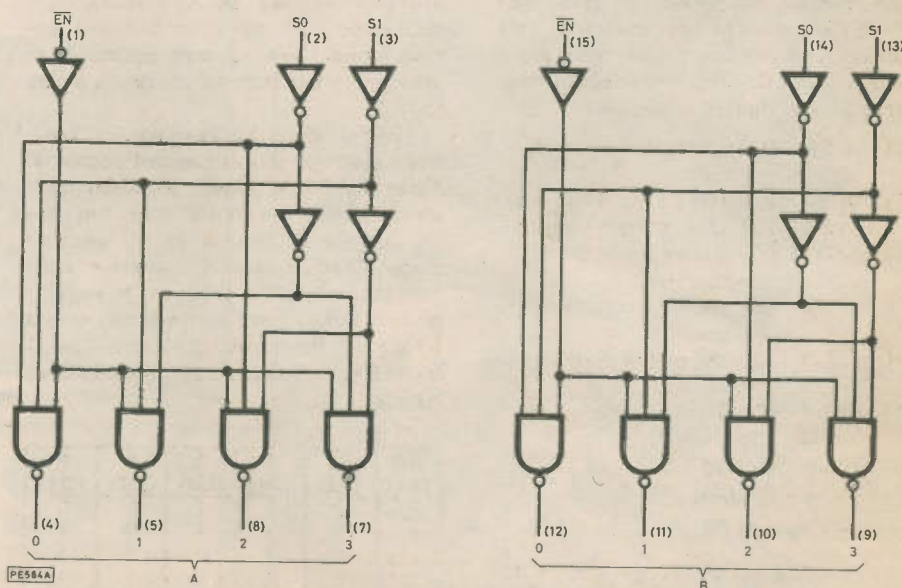 EN S0 S1 EN S0 S1
(1) (2) (3) (15) (14) (13)
(4) (5) (8) (7) (12) (11) (10) (9)
0 1 2 3 0 1 2 3
PE584A A B